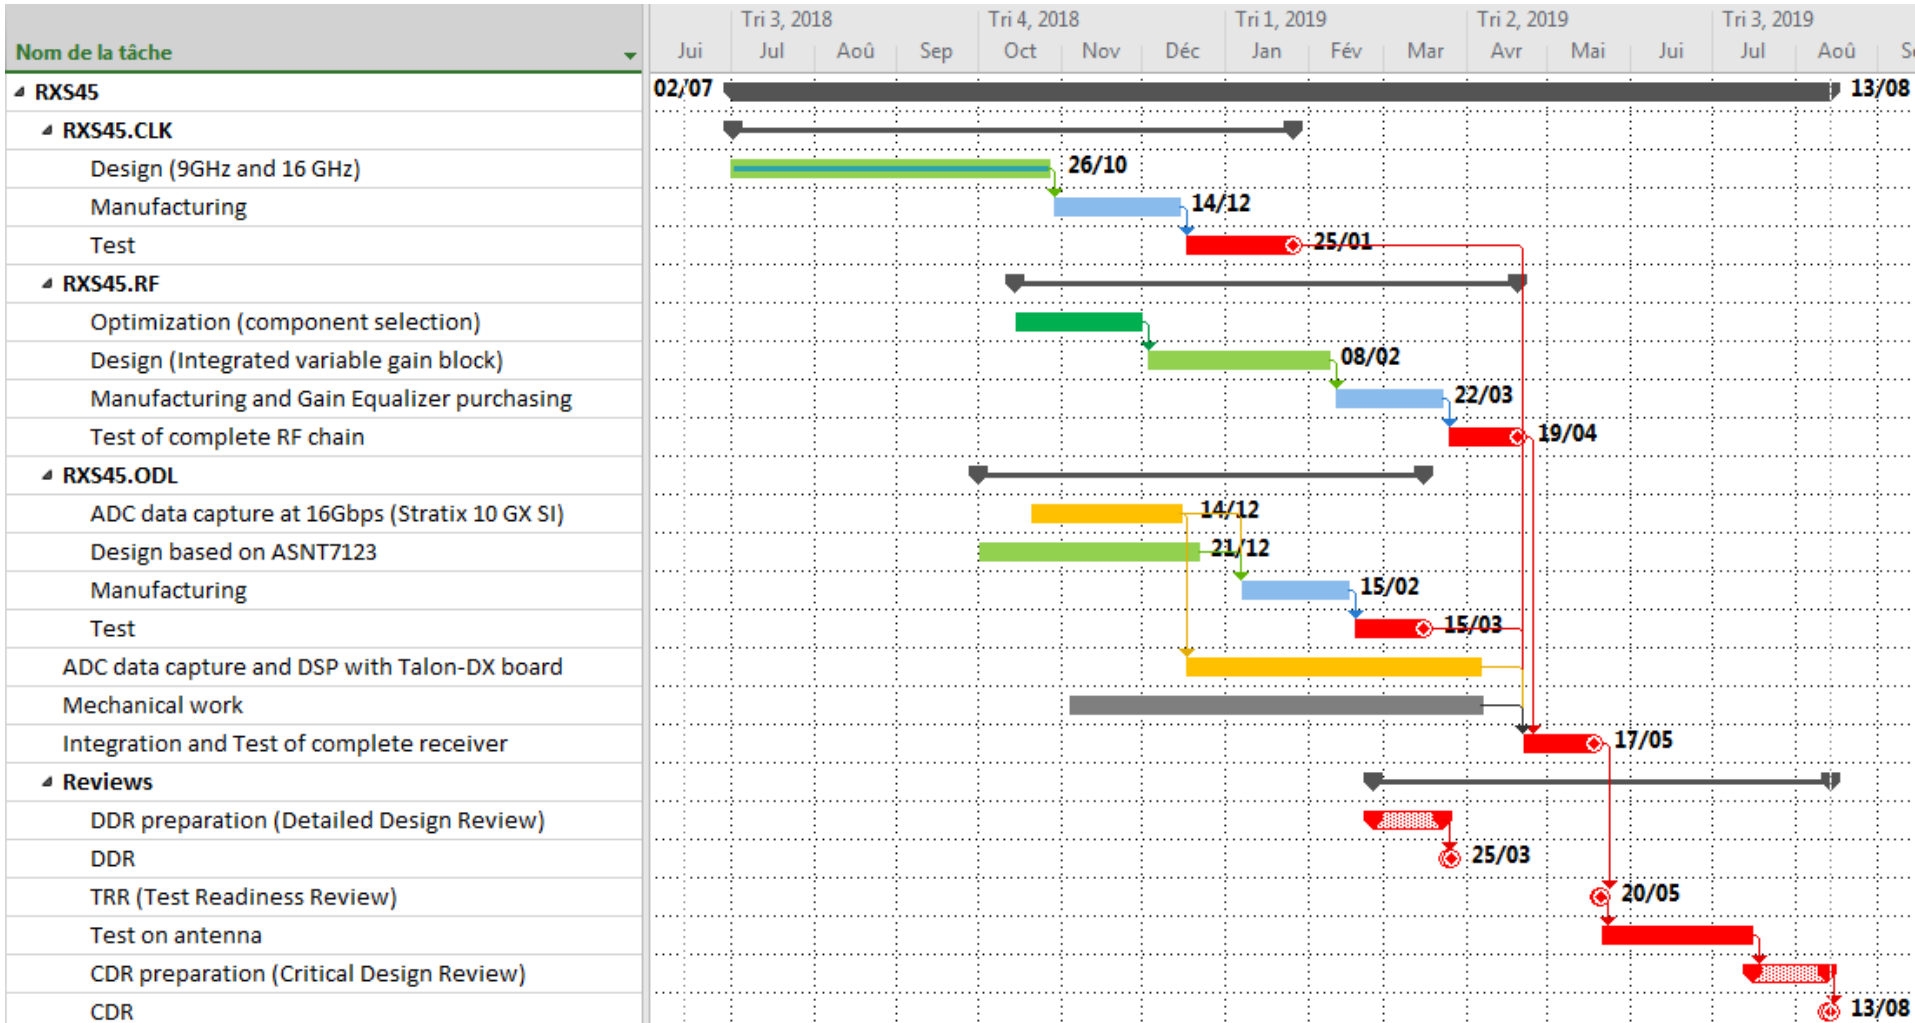 Tri 3, 2018 Tri 4, 2018 Tri 1, 2019 Tri 2, 2019 Tri 3, 2019
Nom de la tâche Jui Jul Aoû Sep Oct Nov Déc Jan Fév Mar Avr Mai Jui Jul Aoû
RXS45 02/07 13/08
RXS45.CLK
Design (9GHz and 16 GHz) 26/10
Manufacturing 14/12
Test 25/01
RXS45.RF
Optimization (component selection)
Design (Integrated variable gain block) 08/02
Manufacturing and Gain Equalizer purchasing 22/03
Test of complete RF chain 19/04
RXS45.ODL
ADC data capture at 16Gbps (Stratix 10 GX SI) 14/12
Design based on ASNT7123 21/12
Manufacturing 15/02
Test 15/03
ADC data capture and DSP with Talon-DX board
Mechanical work
Integration and Test of complete receiver 17/05
Reviews
DDR preparation (Detailed Design Review)
DDR 25/03
TRR (Test Readiness Review) 20/05
Test on antenna
CDR preparation (Critical Design Review)
CDR 13/08